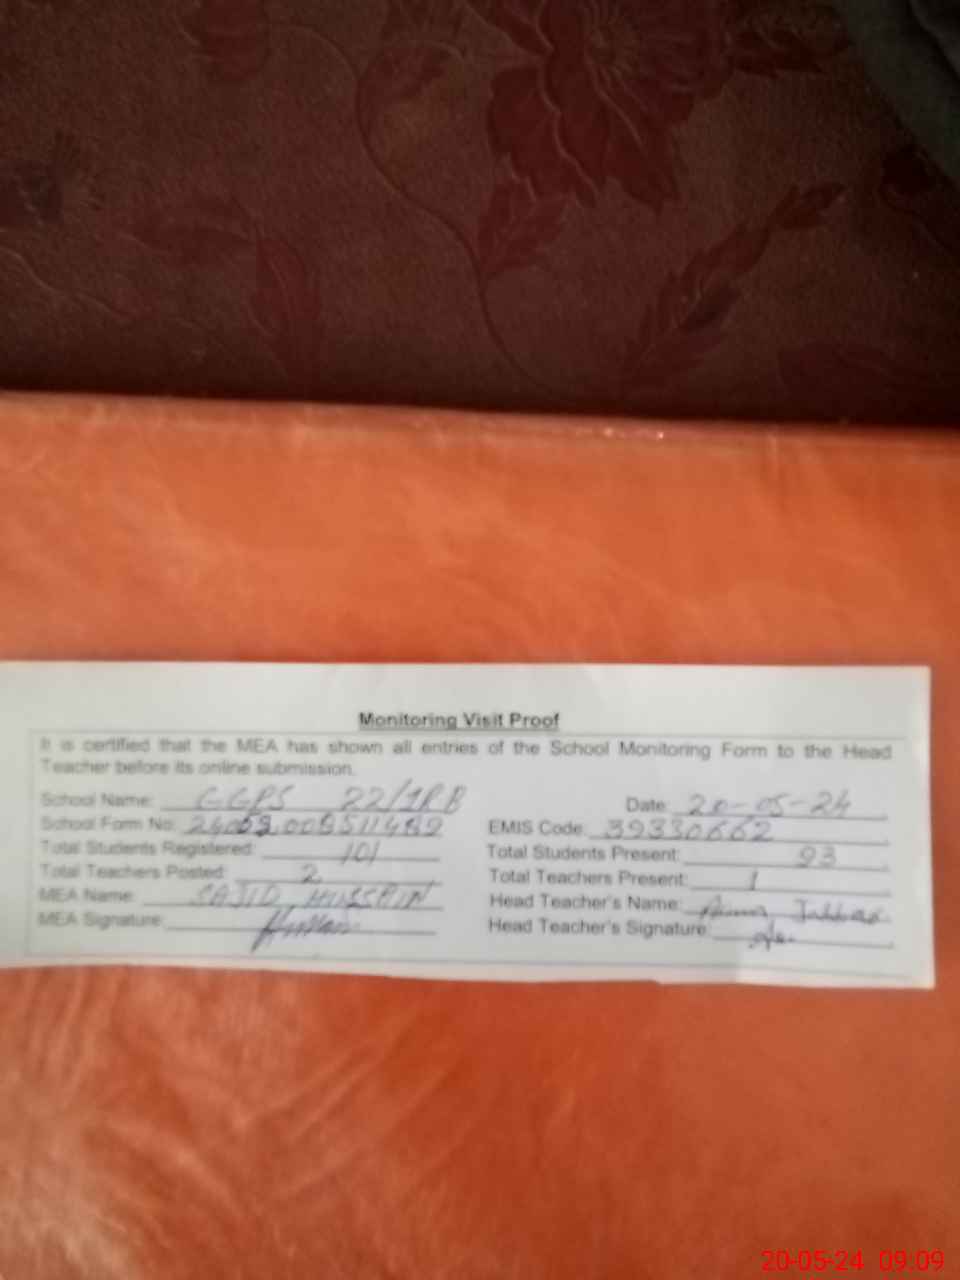 Monitoring Visit Proof
It is certified that the MEA has shown all entries of the School Monitoring Form to the Head
Teacher before its online submission.
School Name: GGPS 22/1RB Date: 20-05-24
School Form No: EMIS Code: 39330662
Total Students Registered: 101 Total Students Present: 93
Total Teachers Posted: 2 Total Teachers Present: 1
MEA Name: SAJID HUSSAIN Head Teacher's Name: Jabbar
MEA Signature: Head Teacher's Signature:
20-05-24 09:09